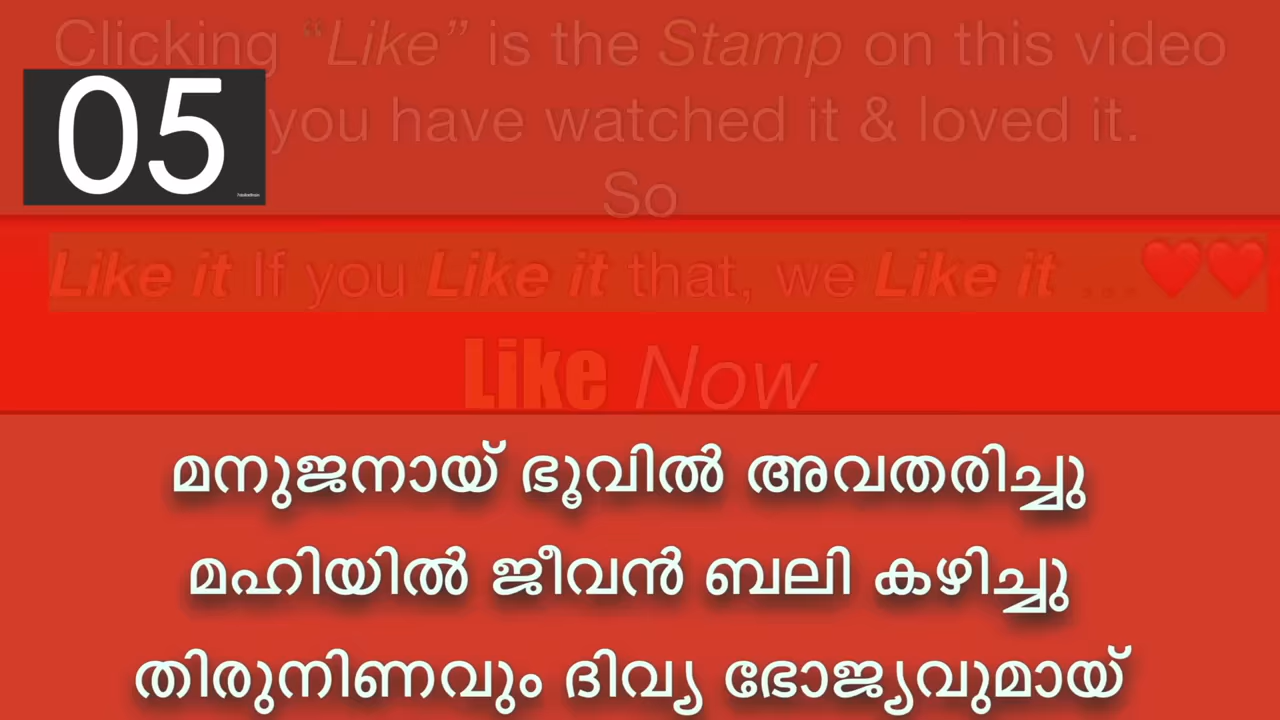 Clicking “Like” is the Stamp on this video
you have watched it & loved it.
05
So
Like it If you Like it that, we Like it ...❤️❤️
Like Now
മനുജനായ് ഭൂവിൽ അവതരിച്ചു
മഹിയിൽ ജീവൻ ബലി കഴിച്ചു
തിരുനിണവും ദിവ്യ ഭോജ്യവുമായ്